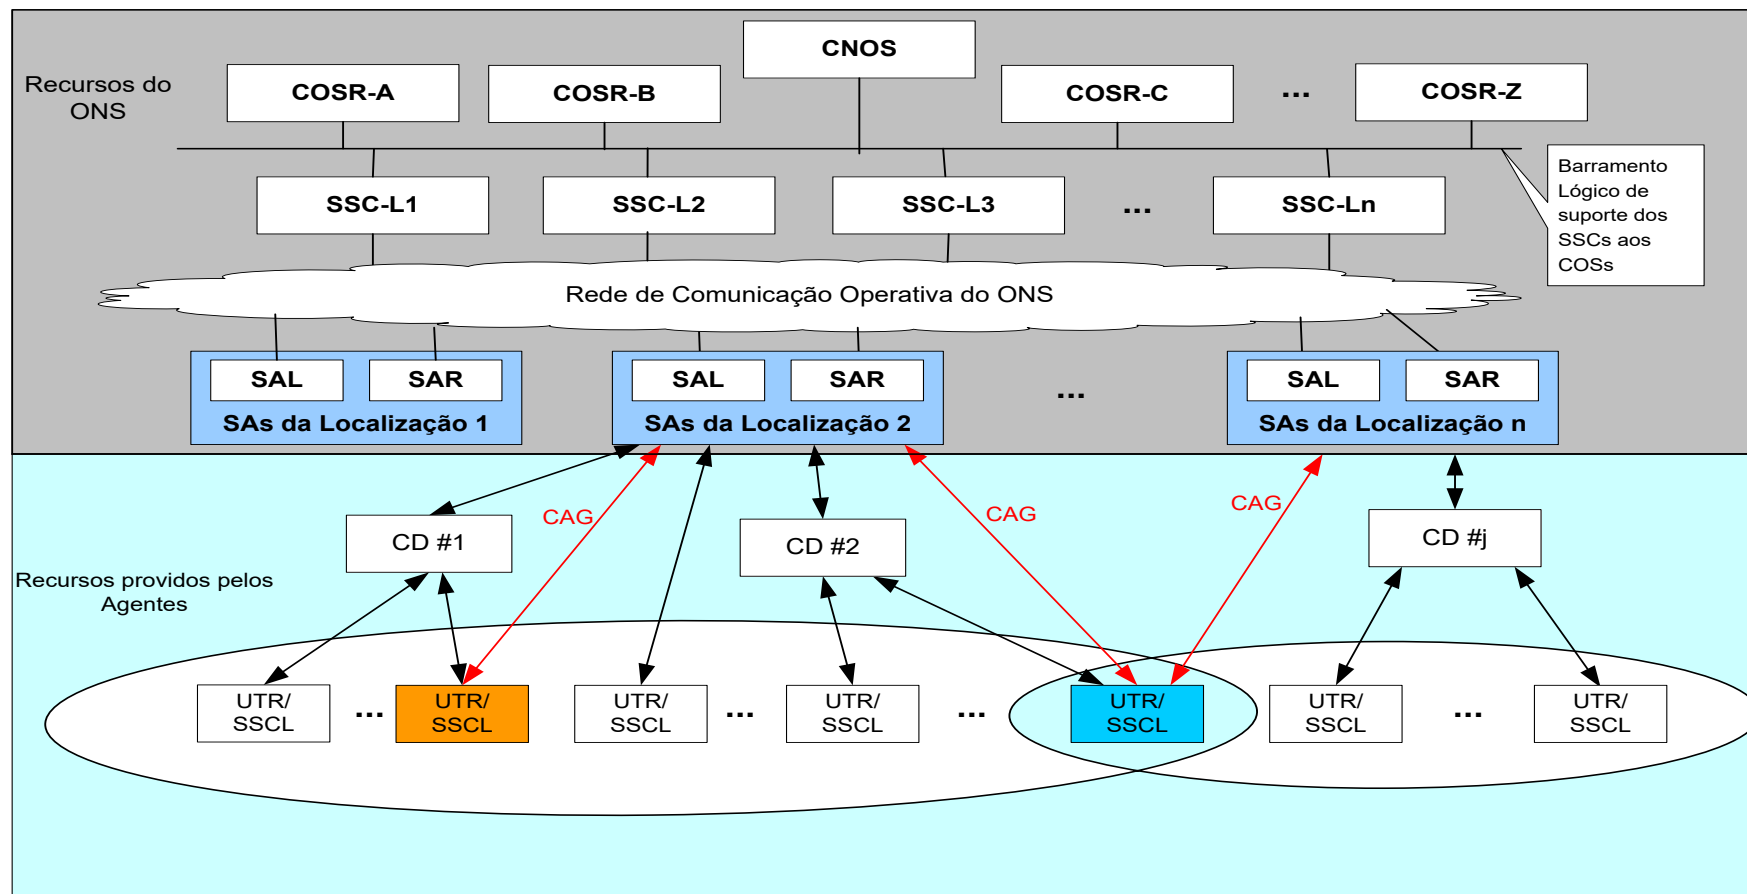 CNOS
Recursos do
ONS
COSR-A
COSR-B
COSR-C
...
COSR-Z
Barramento
Lógico de
suporte dos
SSCs aos
COSs
SSC-L1
SSC-L2
SSC-L3
...
SSC-Ln
Rede de Comunicação Operativa do ONS
SAL
SAR
SAs da Localização 1
SAL
SAR
SAs da Localização 2
...
SAL
SAR
SAs da Localização n
CAG
CAG
CAG
CD #1
CD #2
CD #j
Recursos providos pelos
Agentes
UTR/
SSCL
...
UTR/
SSCL
UTR/
SSCL
...
UTR/
SSCL
...
UTR/
SSCL
UTR/
SSCL
...
UTR/
SSCL